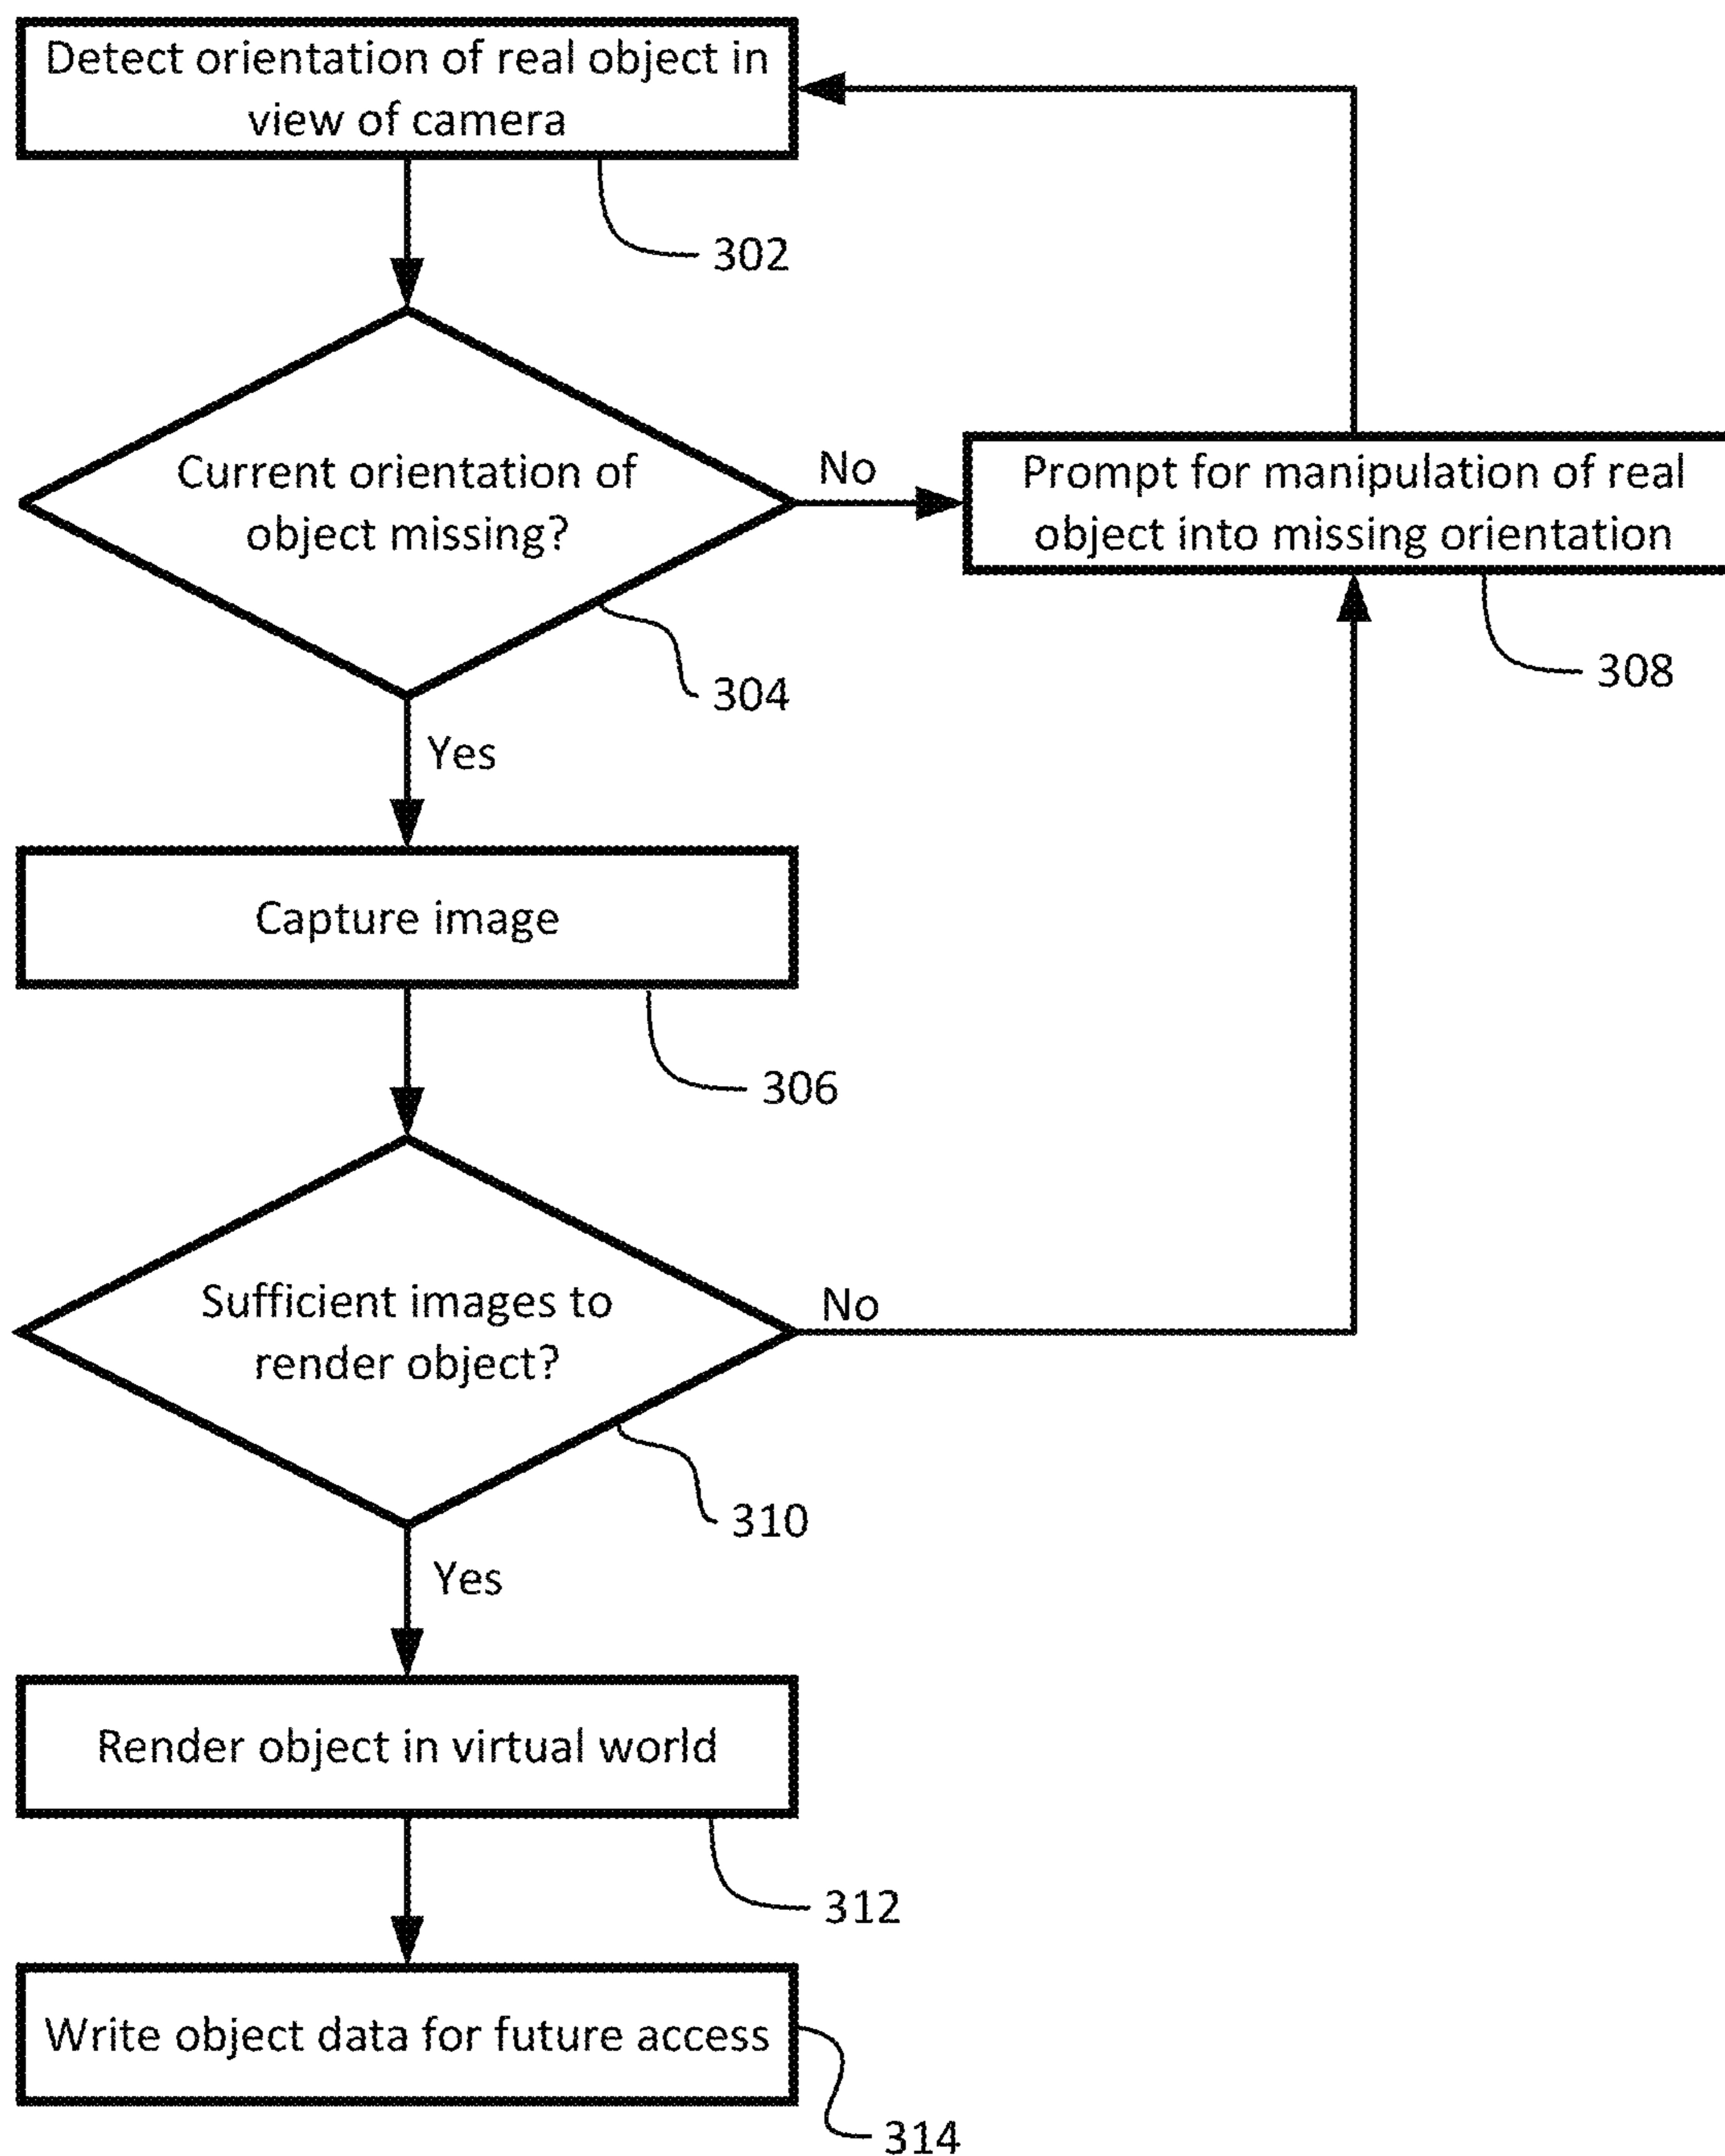 Detect orientation of real object in
view of camera
302
Current orientation of
object missing?
No
Prompt for manipulation of real
object into missing orientation
304
308
Yes
Capture image
306
Sufficient images to
render object?
No
310
Yes
Render object in virtual world
312
Write object data for future access
314